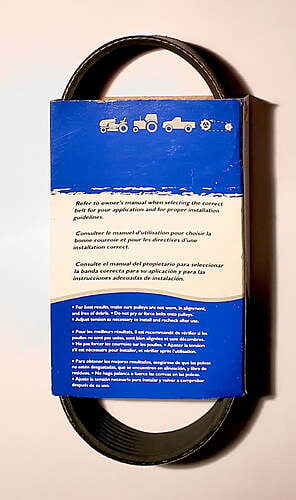 Refer to owner's manual when selecting the correct
belt for your application and for proper installation
guidelines.
Consulter le manuel d'utilisation pour choisir la
bonne courroie et pour les directives d'une
installation correct.
Consulte el manual del propietario para seleccionar
la banda correcta para su aplicación y para las
instrucciones adecuadas de instalación.
• For best results, make sure pulleys are not worn, in alignment,
and free of debris. • Do not pry or force belts onto pulleys.
• Adjust tension as necessary to install and recheck after use.
• Pour les meilleurs résultats, il est recommandé de vérifier si les
poulies ne sont pas usées, sont bien alignées et sans décombres.
• Ne pas forcer les courroies sur les poulies. • Ajuster la tension
s'il est nécessaire pour installer, et vérifier après l'utilisation.
• Para obtener los mejores resultados, asegúrese de que las poleas
no estén desgastadas, que se encuentren en alineación, y libre de
residuos. • No haga palanca o fuerce las correas en las poleas.
• Ajuste la tensión necesaria para instalar y volver a comprobar
después de su uso.